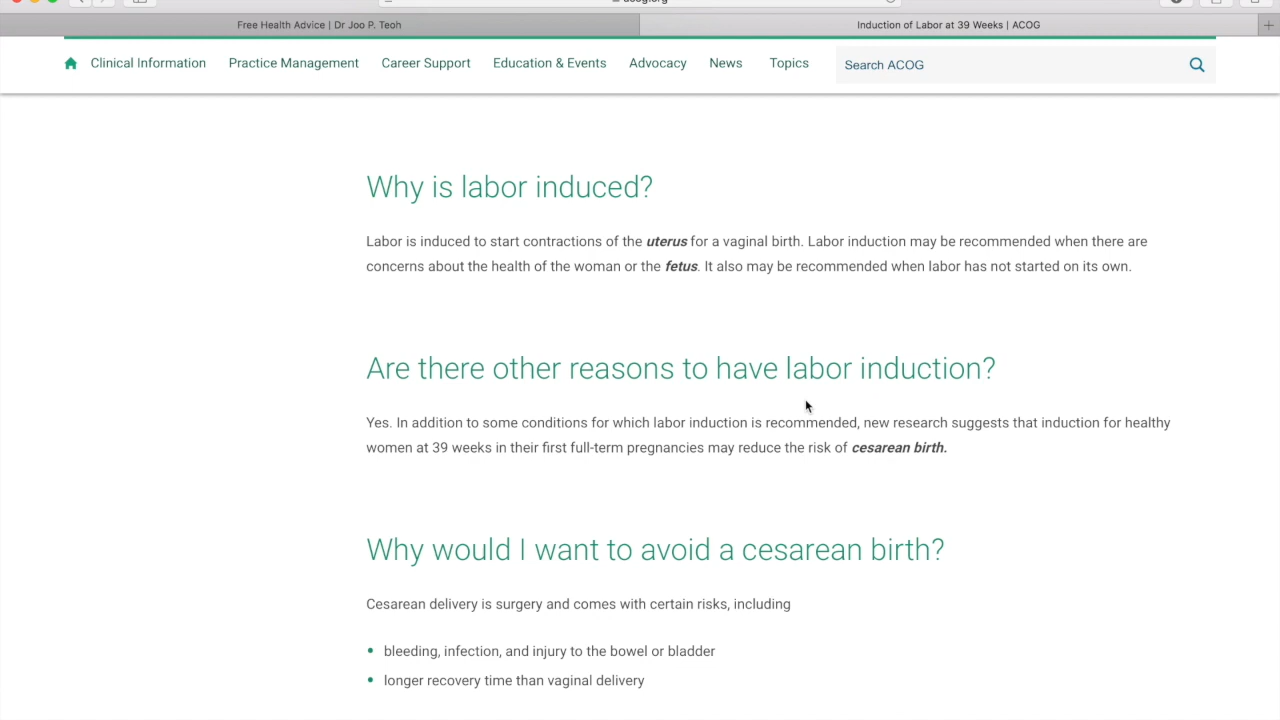 Free Health Advice | Dr Joo P. Teoh
Induction of Labor at 39 Weeks | ACOG
Clinical Information
Practice Management
Career Support
Education & Events
Advocacy
News
Topics
Search ACOG
Why is labor induced?
Labor is induced to start contractions of the uterus for a vaginal birth. Labor induction may be recommended when there are
concerns about the health of the woman or the fetus. It also may be recommended when labor has not started on its own.
Are there other reasons to have labor induction?
Yes. In addition to some conditions for which labor induction is recommended, new research suggests that induction for healthy
women at 39 weeks in their first full-term pregnancies may reduce the risk of cesarean birth.
Why would I want to avoid a cesarean birth?
Cesarean delivery is surgery and comes with certain risks, including
bleeding, infection, and injury to the bowel or bladder
longer recovery time than vaginal delivery